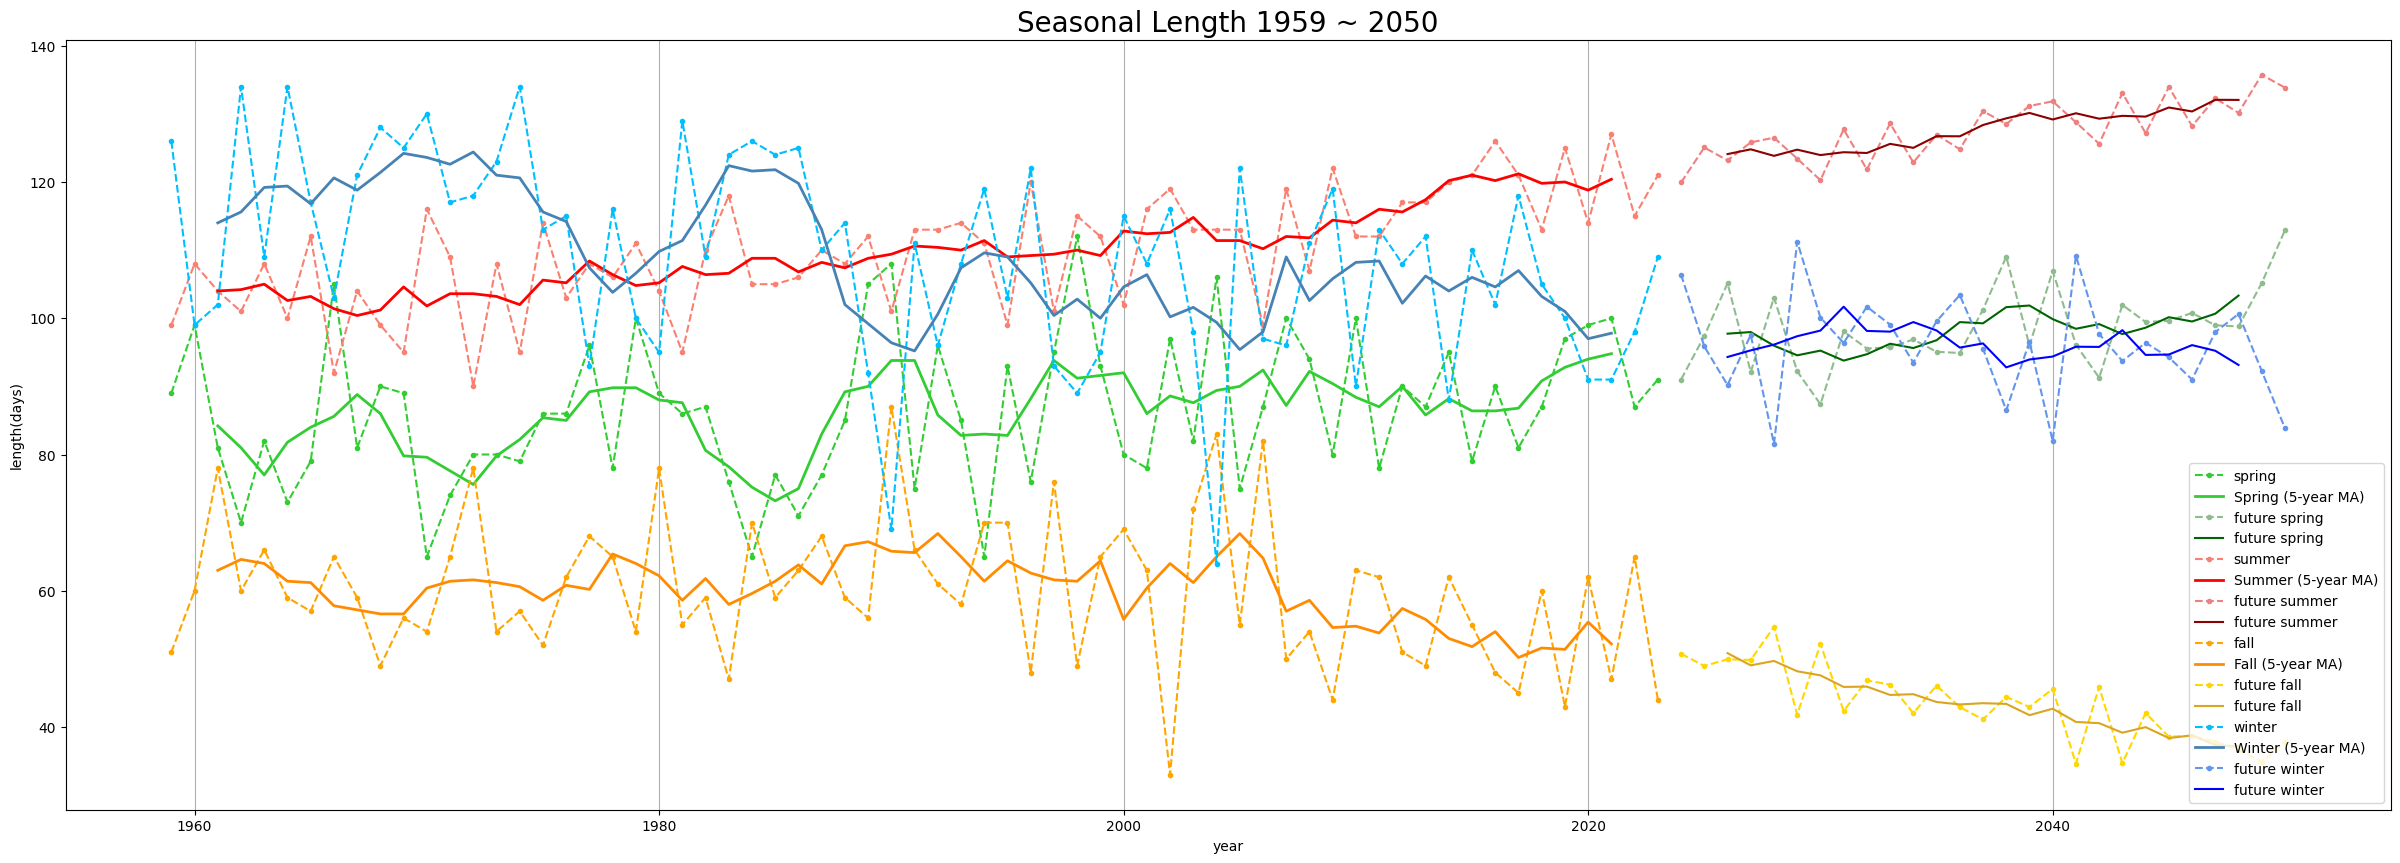 Seasonal Length 1959 ~ 2050
length(days)
140
120
100
80
60
40
1960
1980
2000
2020
2040
year
spring
Spring (5-year MA)
future spring
future spring
summer
Summer (5-year MA)
future summer
future summer
fall
Fall (5-year MA)
future fall
future fall
winter
Winter (5-year MA)
future winter
future winter